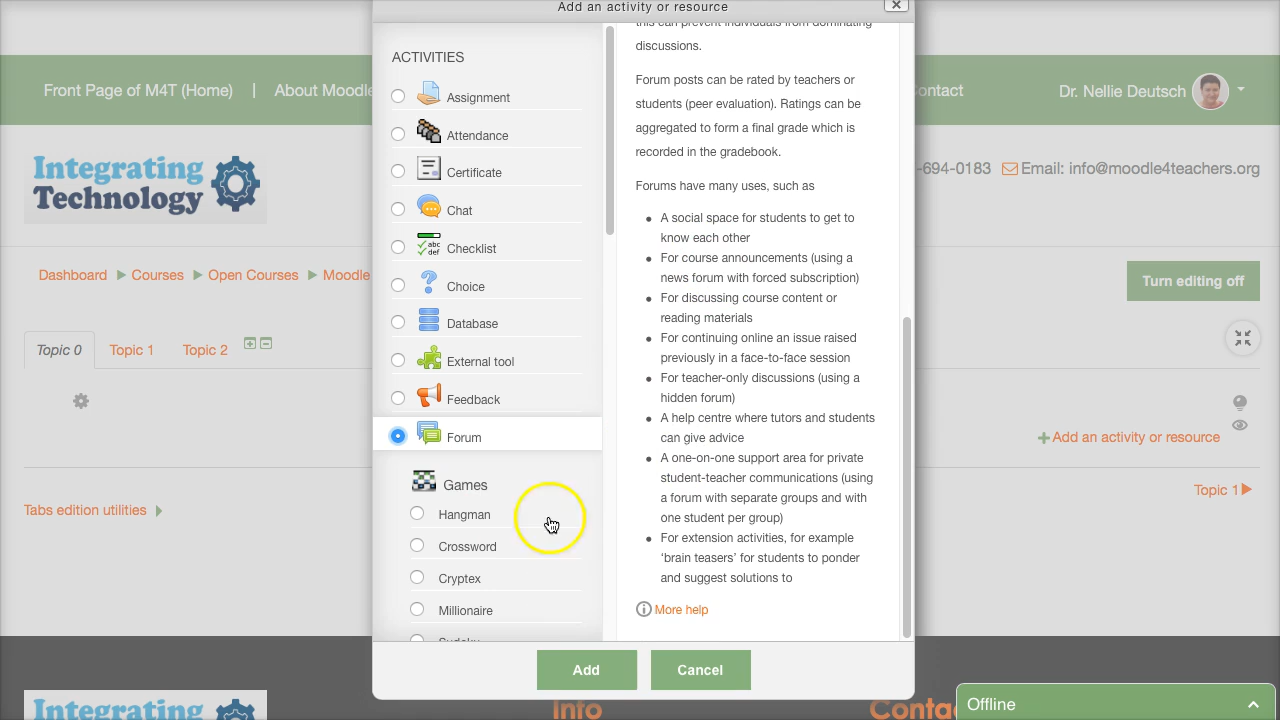 Add an activity or resource
Front Page of M4T (Home) | About Moodle
ontact
Dr. Nellie Deutsch
Integrating
Technology
-694-0183 Email: info@moodle4teachers.org
Dashboard Courses Open Courses Moodle
Turn editing off
Topic 0 Topic 1 Topic 2
Add an activity or resource
Topic 1
Tabs edition utilities
ACTIVITIES
Assignment
Attendance
Certificate
Chat
abc
def
Checklist
Choice
Database
External tool
Feedback
Forum
Games
Hangman
Crossword
Cryptex
Millionaire
Sudoku
this can prevent individuals from dominating
discussions.
Forum posts can be rated by teachers or
students (peer evaluation). Ratings can be
aggregated to form a final grade which is
recorded in the gradebook.
Forums have many uses, such as
A social space for students to get to
know each other
For course announcements (using a
news forum with forced subscription)
For discussing course content or
reading materials
For continuing online an issue raised
previously in a face-to-face session
For teacher-only discussions (using a
hidden forum)
A help centre where tutors and students
can give advice
A one-on-one support area for private
student-teacher communications (using
a forum with separate groups and with
one student per group)
For extension activities, for example
‘brain teasers’ for students to ponder
and suggest solutions to
More help
Add Cancel
Integrating
Info
Conta
Offline